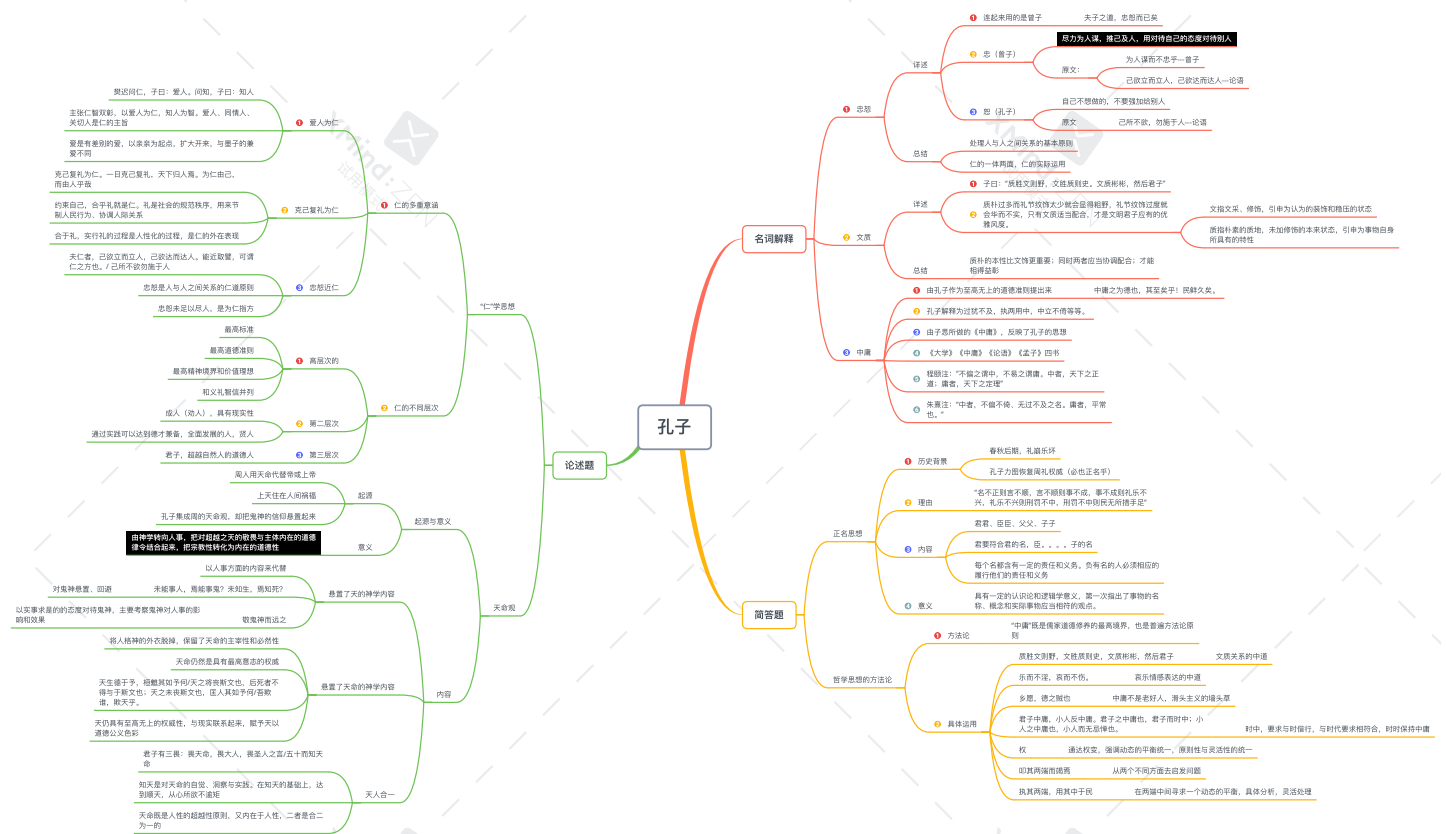 孔子
名词解释
1 忠恕
详述
1 连起来用的是曾子
夫子之道，忠恕而已矣
2 忠（曾子）
尽力为人谋，推己及人，用对待自己的态度对待别人
原文：
为人谋而不忠乎—曾子
己欲立而立人，己欲达而达人---论语
3 恕（孔子）
自己不想做的，不要强加给别人
原文
己所不欲，勿施于人---论语
总结
处理人与人之间关系的基本原则
仁的一体两面，仁的实际运用
2 文质
详述
1 子曰：“质胜文则野，文胜质则史。文质彬彬，然后君子”
2 质朴过多而礼节纹饰太少就会显得粗野，礼节纹饰过度就
会华而不实，只有文质适当配合，才是文明君子应有的优
雅风度。
文指文采、修饰，引申为认为的装饰和稳压的状态
质指朴素的质地，未加修饰的本来状态，引申为事物自身
所具有的特性
总结
质朴的本性比文饰更重要；同时两者应当协调配合；才能
相得益彰
3 中庸
1 由孔子作为至高无上的道德准则提出来
中庸之为德也，其至矣乎！民鲜久矣。
2 孔子解释为过犹不及，执两用中，中立不倚等等。
3 由子思所做的《中庸》，反映了孔子的思想
4 《大学》《中庸》《论语》《孟子》四书
5 程颐注：“不偏之谓中，不易之谓庸。中者，天下之正
道；庸者，天下之定理”
6 朱熹注：“中者，不偏不倚、无过不及之名。庸者，平常
也。”
简答题
正名思想
1 历史背景
春秋后期，礼崩乐坏
孔子力图恢复周礼权威（必也正名乎）
2 理由
“名不正则言不顺，言不顺则事不成，事不成则礼乐不
兴，礼乐不兴则刑罚不中，刑罚不中则民无所措手足”
3 内容
君君、臣臣、父父、子子
君要符合君的名，臣。。。。子的名
每个名都含有一定的责任和义务。负有名的人必须相应的
履行他们的责任和义务
4 意义
具有一定的认识论和逻辑学意义，第一次指出了事物的名
称、概念和实际事物应当相符的观点。
哲学思想的方法论
1 方法论
“中庸”既是儒家道德修养的最高境界，也是普遍方法论原
则
2 具体运用
质胜文则野，文胜质则史，文质彬彬，然后君子
文质关系的中道
乐而不淫，哀而不伤。
哀乐情感表达的中道
乡愿，德之贼也
中庸不是老好人，滑头主义的墙头草
君子中庸，小人反中庸。君子之中庸也，君子而时中；小
人之中庸也，小人而无忌惮也。
时中，要求与时偕行，与时代要求相符合，时时保持中庸
权
通达权变，强调动态的平衡统一，原则性与灵活性的统一
叩其两端而竭焉
从两个不同方面去启发问题
执其两端，用其中于民
在两端中间寻求一个动态的平衡，具体分析，灵活处理
论述题
“仁”学思想
1 仁的多重意涵
1 爱人为仁
樊迟问仁，子曰：爱人。问知，子曰：知人
主张仁智双彰，以爱人为仁，知人为智。爱人、同情人、
关切人是仁的主旨
爱是有差别的爱，以亲亲为起点，扩大开来，与墨子的兼
爱不同
2 克己复礼为仁
克己复礼为仁。一日克己复礼、天下归人焉。为仁由己，
而由人乎哉
约束自己，合乎礼就是仁。礼是社会的规范秩序，用来节
制人民行为、协调人际关系
合于礼，实行礼的过程是人性化的过程，是仁的外在表现
3 忠恕近仁
夫仁者，己欲立而立人，己欲达而达人。能近取譬，可谓
仁之方也。/ 己所不欲勿施于人
忠恕是人与人之间关系的仁道原则
忠恕未足以尽人，是为仁指方
2 仁的不同层次
1 高层次的
最高标准
最高道德准则
最高精神境界和价值理想
和义礼智信并列
2 第二层次
成人（劝人），具有现实性
通过实践可以达到德才兼备，全面发展的人，贤人
3 第三层次
君子，超越自然人的道德人
天命观
起源与意义
起源
周人用天命代替帝或上帝
上天住在人间祸福
孔子集成周的天命观，却把鬼神的信仰悬置起来
意义
由神学转向人事，把对超越之天的敬畏与主体内在的道德
律令结合起来，把宗教性转化为内在的道德性
内容
悬置了天的神学内容
以人事方面的内容来代替
对鬼神悬置、回避
未能事人，焉能事鬼？未知生，焉知死？
以实事求是的的态度对待鬼神，主要考察鬼神对人事的影
响和效果
敬鬼神而远之
悬置了天命的神学内容
将人格神的外衣脱掉，保留了天命的主宰性和必然性
天命仍然是具有最高意态的权威
天生德于予，桓魋其如予何/天之将丧斯文也，后死者不
得与于斯文也；天之未丧斯文也，匡人其如予何/吾欺
谁，欺天乎。
天仍具有至高无上的权威性，与现实联系起来，赋予天以
道德公义色彩
天人合一
君子有三畏：畏天命，畏大人，畏圣人之言/五十而知天
命
知天是对天命的自觉、洞察与实践。在知天的基础上，达
到顺天，从心所欲不逾矩
天命既是人性的超越性原则，又内在于人性，二者是合二
为一的
XMind:ZEN
试用模式
XMind:ZEN
试用模式